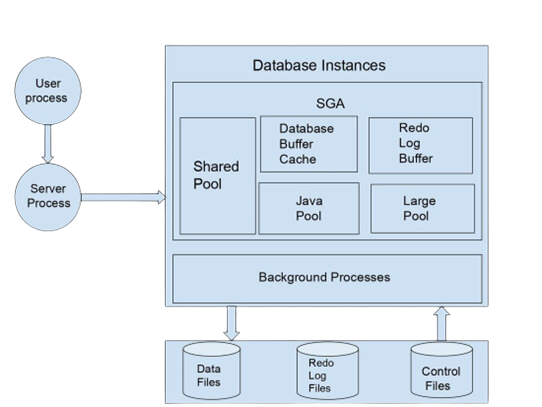 Database Instances
User
process
SGA
Database
Buffer
Cache
Redo
Log
Buffer
Shared
Pool
Server
Process
Java
Pool
Large
Pool
Background Processes
Data
Files
Redo
Log
Files
Control
Files